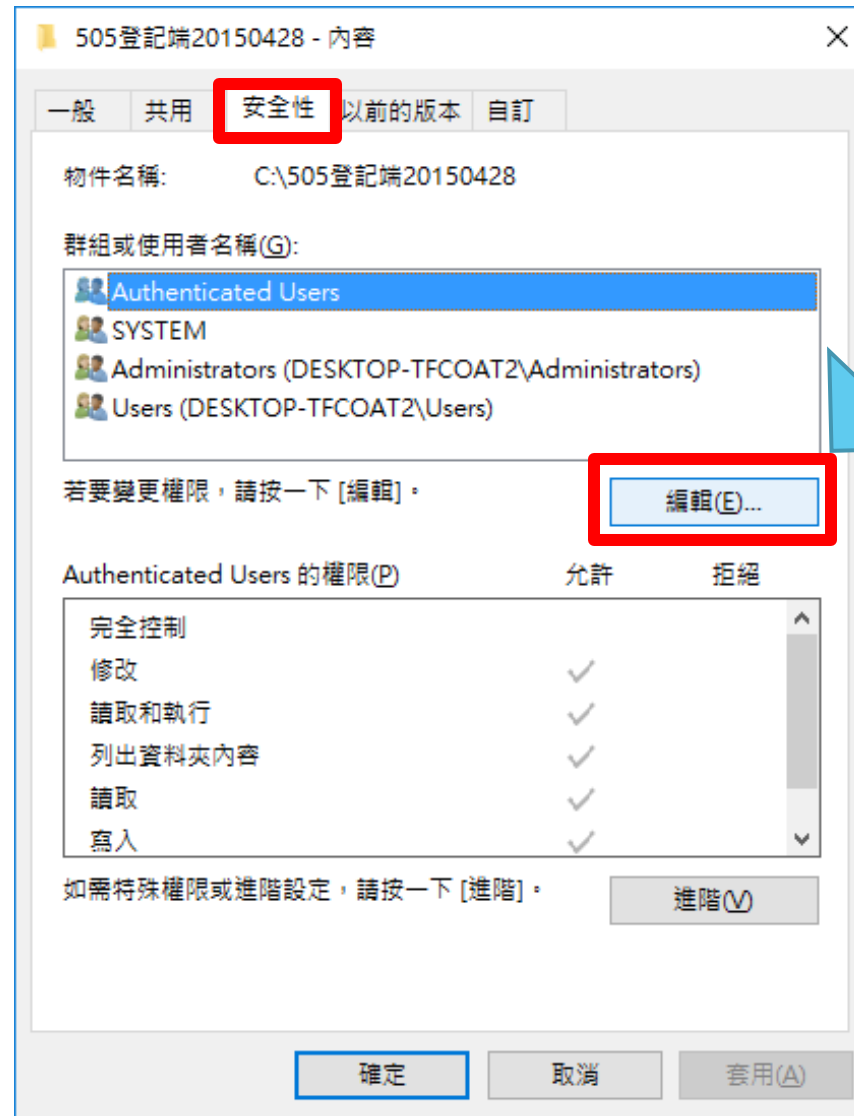 505登記端20150428 - 內容
一般 共用 安全性 以前的版本 自訂
物件名稱: C:\505登記端20150428
群組或使用者名稱(G):
Authenticated Users
SYSTEM
Administrators (DESKTOP-TFCOAT2\Administrators)
Users (DESKTOP-TFCOAT2\Users)
若要變更權限，請按一下 [編輯]。 編輯(E)...
Authenticated Users 的權限(P) 允許 拒絕
完全控制
修改
讀取和執行
列出資料夾內容
讀取
寫入
如需特殊權限或進階設定，請按一下 [進階]。 進階(V)
確定 取消 套用(A)